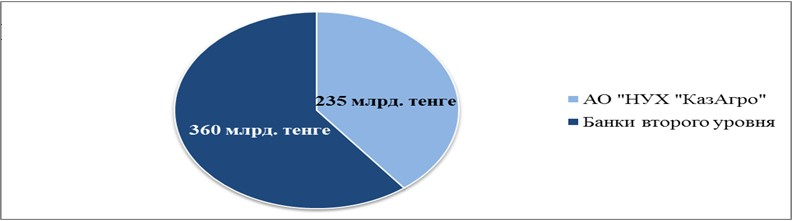 235 млрд. тенге
360 млрд. тенге
АО "НУХ "КазАгро"
Банки второго уровня